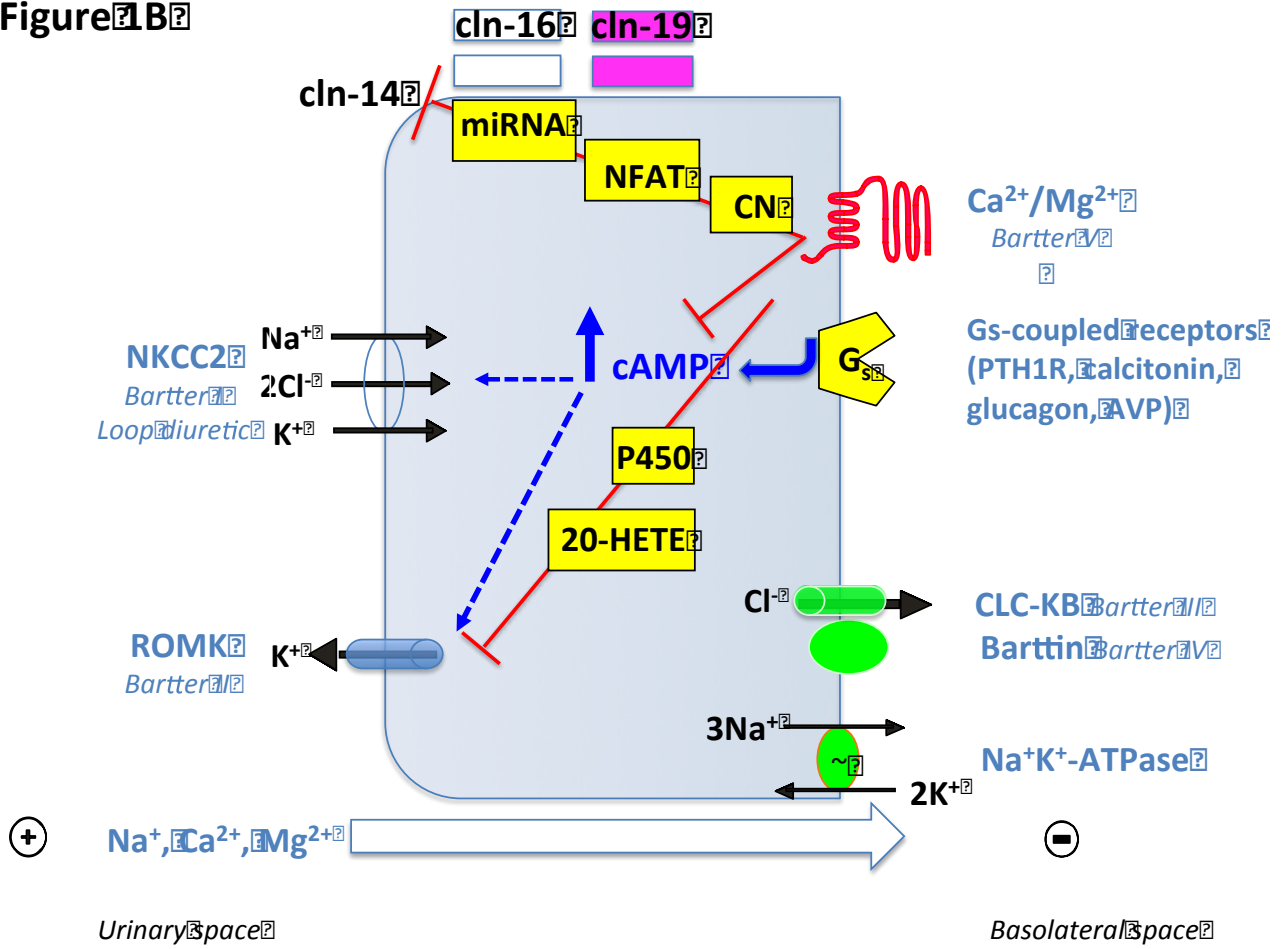 Figure 1B
cln-16 cln-19
cln-14
miRNA
NFAT
CN
Ca²⁺/Mg²⁺
Bartter V
Na⁺
NKCC2
2Cl⁻
Bartter I
Loop diuretic
K⁺
cAMP
Gs
Gs-coupled receptors
(PTH1R, calcitonin,
glucagon, AVP)
P450
20-HETE
Cl⁻
CLC-KB Bartter III
Barttin Bartter IV
ROMK
K⁺
Bartter II
3Na⁺
~
Na⁺K⁺-ATPase
2K⁺
+
Na⁺, Ca²⁺, Mg²⁺
-
Urinary space
Basolateral space